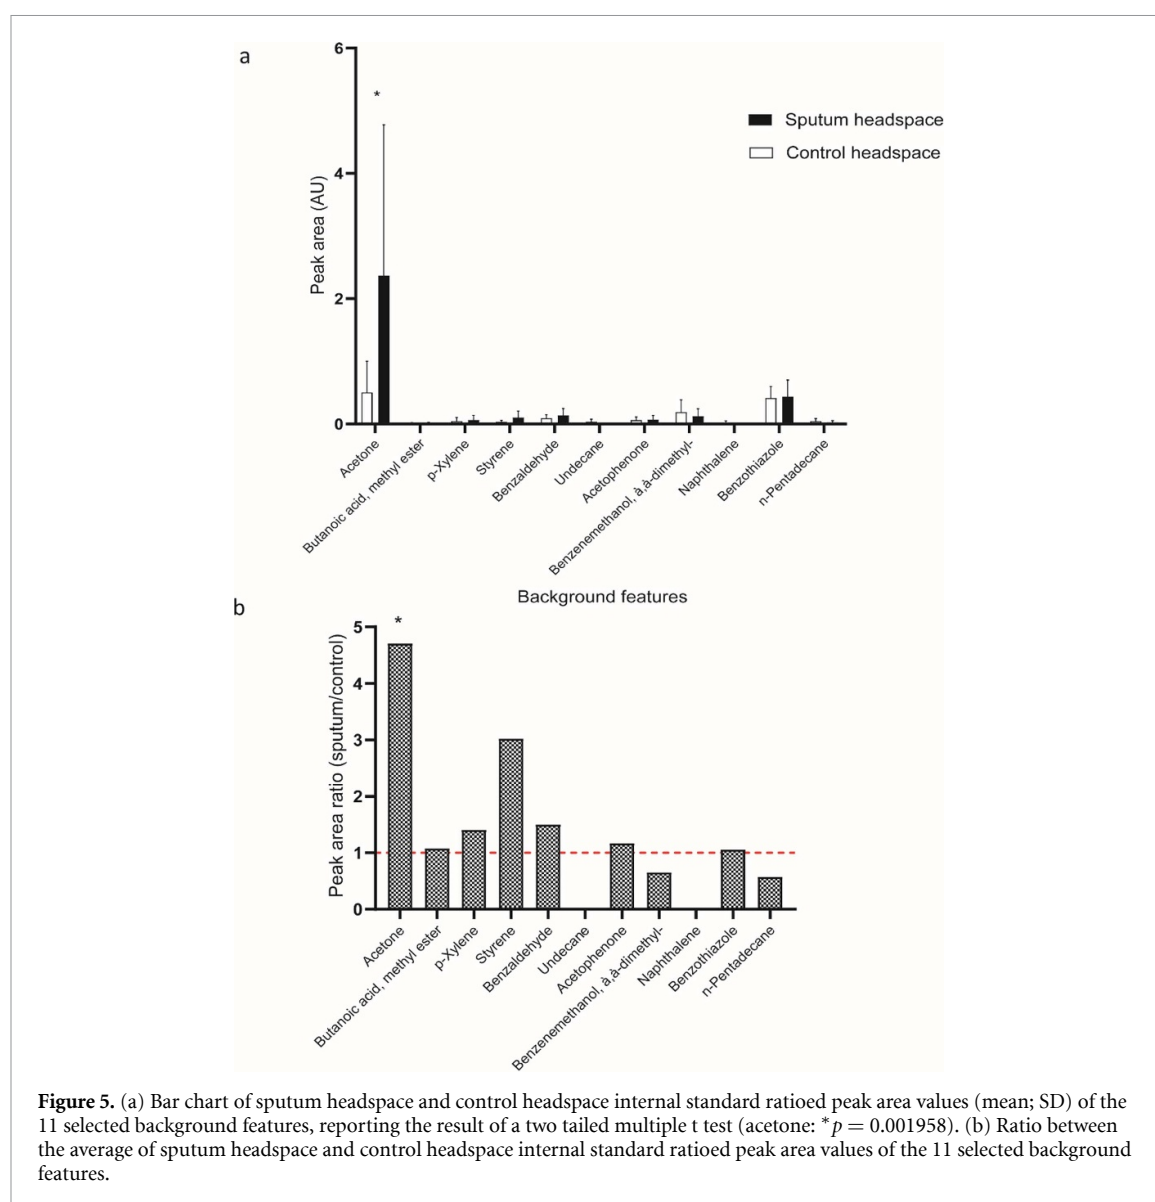 a
6
4
2
0
Peak area (AU)
*
Sputum headspace
Control headspace
Acetone
Butanoic acid, methyl ester
p-Xylene
Styrene
Benzaldehyde
Undecane
Acetophenone
Benzenemethanol, à,à-dimethyl-
Naphthalene
Benzothiazole
n-Pentadecane
b
Background features
5
4
3
2
1
0
Peak area ratio (sputum/control)
*
Acetone
Butanoic acid, methyl ester
p-Xylene
Styrene
Benzaldehyde
Undecane
Acetophenone
Benzenemethanol, à,à-dimethyl-
Naphthalene
Benzothiazole
n-Pentadecane
Figure 5. (a) Bar chart of sputum headspace and control headspace internal standard ratioed peak area values (mean; SD) of the
11 selected background features, reporting the result of a two tailed multiple t test (acetone: *p = 0.001958). (b) Ratio between
the average of sputum headspace and control headspace internal standard ratioed peak area values of the 11 selected background
features.